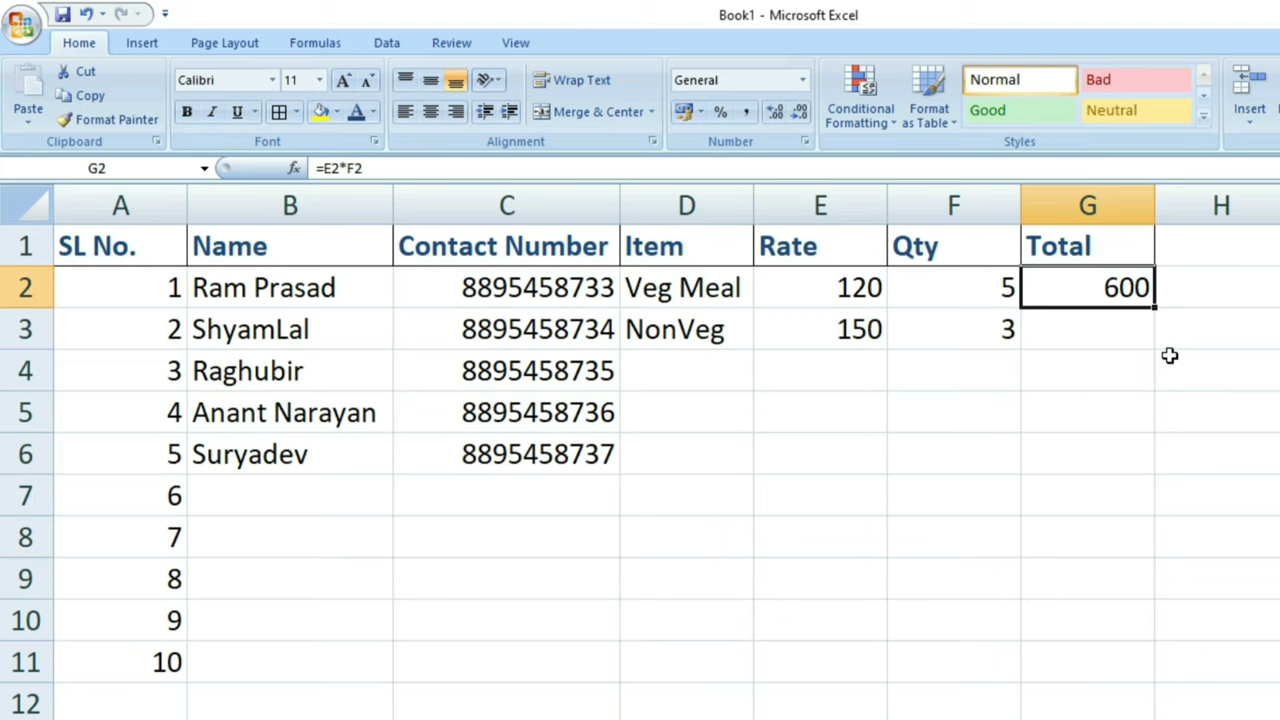 Book1 - Microsoft Excel
Home Insert Page Layout Formulas Data Review View
Paste
Cut
Copy
Format Painter
Clipboard
Calibri 11
B I U
Font
Wrap Text
Merge & Center
Alignment
General
% ,
Number
Conditional Formatting
Format as Table
Normal Bad
Good Neutral
Styles
Insert
G2 fx =E2*F2
A B C D E F G H
1 SL No. Name Contact Number Item Rate Qty Total
2 1 Ram Prasad 8895458733 Veg Meal 120 5 600
3 2 ShyamLal 8895458734 NonVeg 150 3
4 3 Raghubir 8895458735
5 4 Anant Narayan 8895458736
6 5 Suryadev 8895458737
7 6
8 7
9 8
10 9
11 10
12